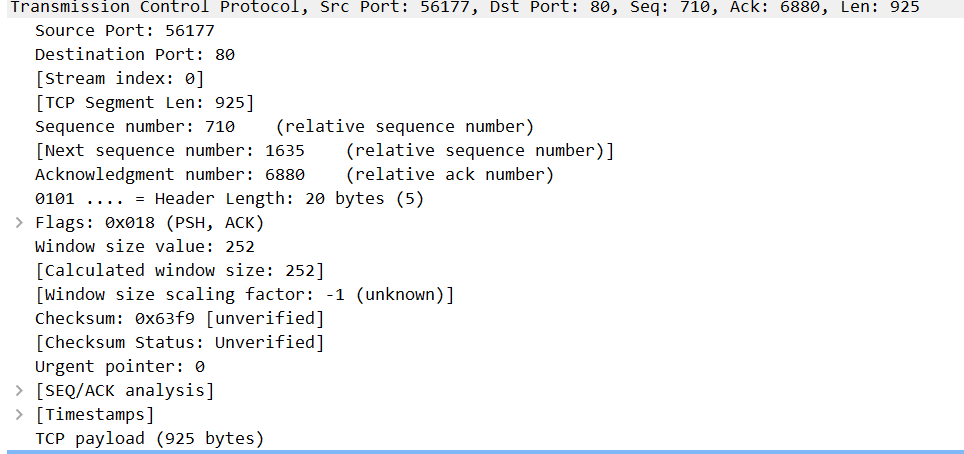 Transmission Control Protocol, Src Port: 56177, Dst Port: 80, Seq: 710, Ack: 6880, Len: 925
Source Port: 56177
Destination Port: 80
[Stream index: 0]
[TCP Segment Len: 925]
Sequence number: 710    (relative sequence number)
[Next sequence number: 1635    (relative sequence number)]
Acknowledgment number: 6880    (relative ack number)
0101 .... = Header Length: 20 bytes (5)
Flags: 0x018 (PSH, ACK)
Window size value: 252
[Calculated window size: 252]
[Window size scaling factor: -1 (unknown)]
Checksum: 0x63f9 [unverified]
[Checksum Status: Unverified]
Urgent pointer: 0
[SEQ/ACK analysis]
[Timestamps]
TCP payload (925 bytes)